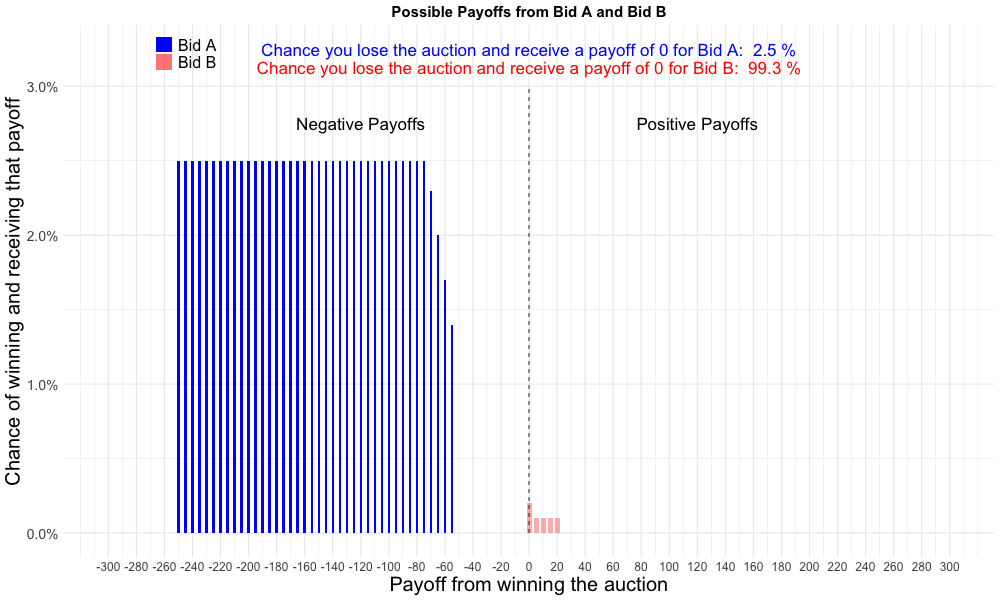 Possible Payoffs from Bid A and Bid B
Bid A
Bid B
Chance you lose the auction and receive a payoff of 0 for Bid A:  2.5 %
Chance you lose the auction and receive a payoff of 0 for Bid B:  99.3 %
Negative Payoffs
Positive Payoffs
Chance of winning and receiving that payoff
3.0%
2.0%
1.0%
0.0%
-300 -280 -260 -240 -220 -200 -180 -160 -140 -120 -100 -80 -60 -40 -20 0 20 40 60 80 100 120 140 160 180 200 220 240 260 280 300
Payoff from winning the auction